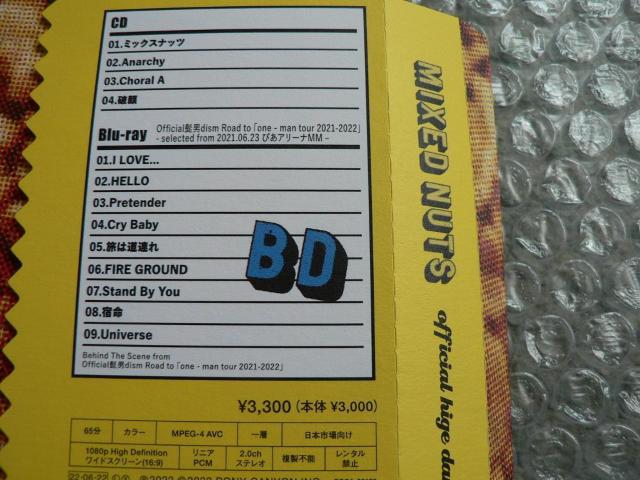 CD
01.ミックスナッツ
02.Anarchy
03.Choral A
04.破顔
Blu-ray
Official髭男dism Road to「one - man tour 2021-2022」
- selected from 2021.06.23 ぴあアリーナMM -
01.I LOVE...
02.HELLO
03.Pretender
04.Cry Baby
05.旅は道連れ
06.FIRE GROUND
07.Stand By You
08.宿命
09.Universe
Behind The Scene from
Official髭男dism Road to「one - man tour 2021-2022」
BD
¥3,300 (本体 ¥3,000)
65分 カラー MPEG-4 AVC 一層 日本市場向け
1080p High Definition
ワイドスクリーン(16:9)
リニア
PCM
2.0ch
ステレオ
複製不能
レンタル
禁止
MIXED NUTS
official hige dan